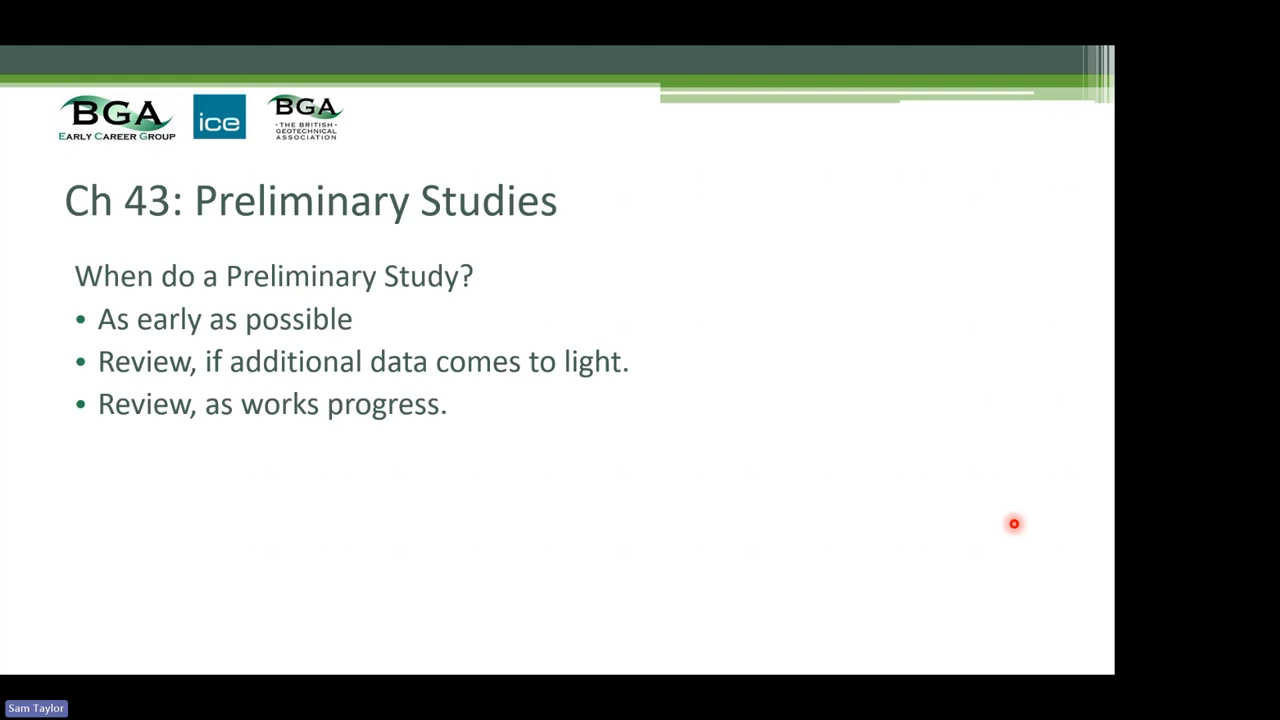 BGA
EARLY CAREER GROUP
ice
BGA
· THE BRITISH ·
GEOTECHNICAL
ASSOCIATION
Ch 43: Preliminary Studies
When do a Preliminary Study?
• As early as possible
• Review, if additional data comes to light.
• Review, as works progress.
Sam Taylor